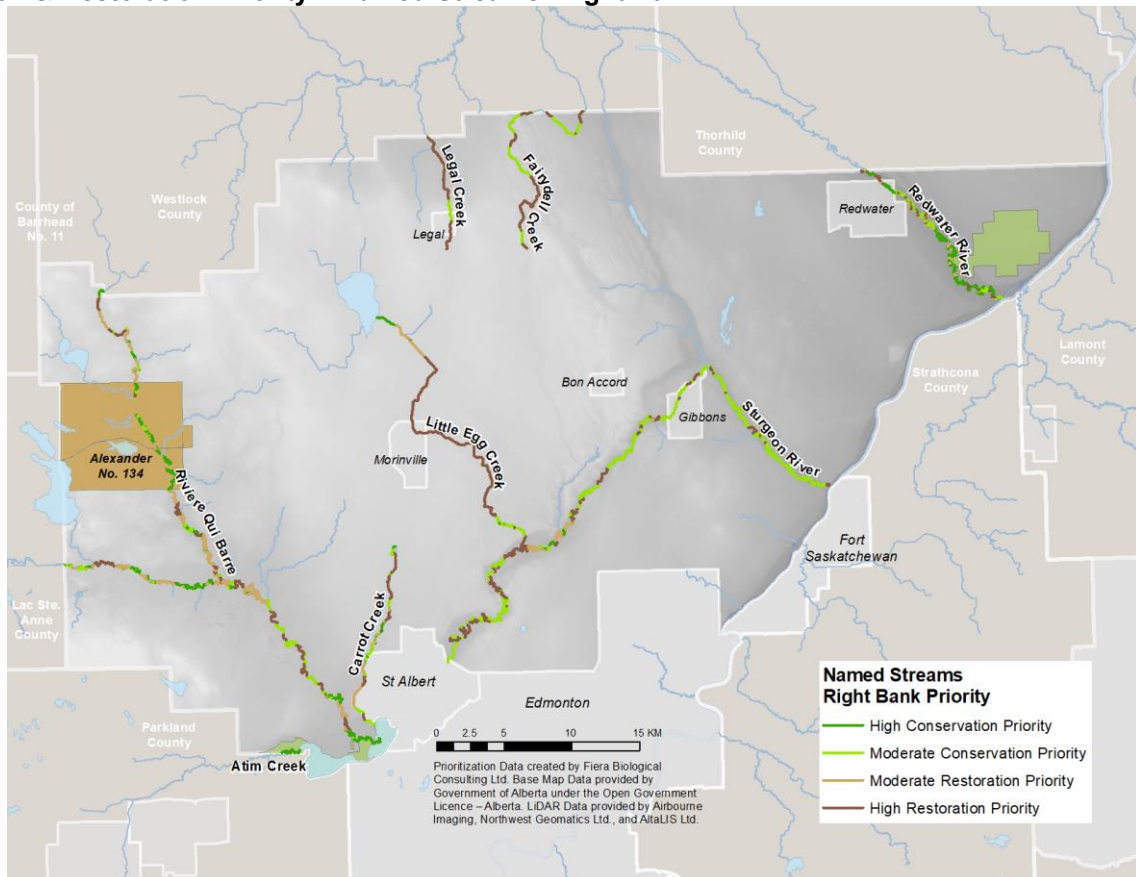 Thorhild
County
Westlock
County
County of
Barrhead
No. 11
Legal Creek
Fairydell
Creek
Legal
Redwater
Redwater
River
Lamont
County
Strathcona
County
Bon Accord
Gibbons
Sturgeon River
Little Egg
Creek
Morinville
Alexander
No. 134
Riviere Qui Barre
Fort
Saskatchewan
Lac Ste.
Anne
County
Carrot Creek
St Albert
Edmonton
Parkland
County
Atim Creek
0 2.5 5 10 15 KM
Prioritization Data created by Fiera Biological
Consulting Ltd. Base Map Data provided by
Government of Alberta under the Open Government
Licence – Alberta. LiDAR Data provided by Airbourne
Imaging, Northwest Geomatics Ltd., and AltaLIS Ltd.
Named Streams
Right Bank Priority
High Conservation Priority
Moderate Conservation Priority
Moderate Restoration Priority
High Restoration Priority